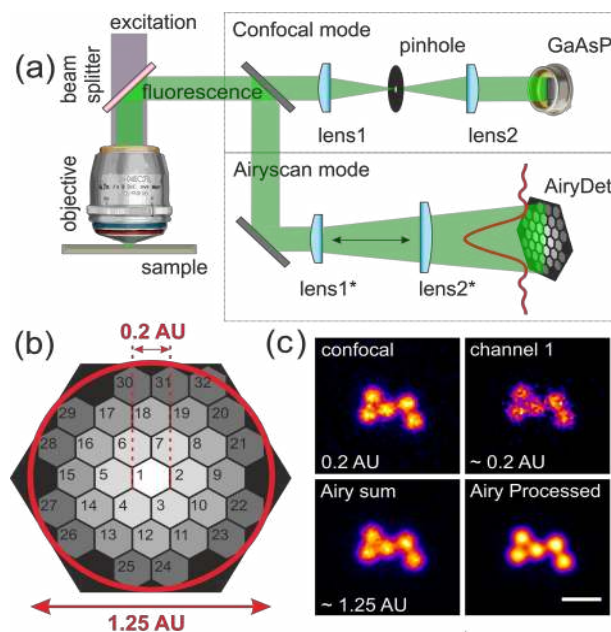 (a)
excitation
beam
splitter
fluorescence
objective
sample
Confocal mode
pinhole
GaAsP
lens1
lens2
Airyscan mode
AiryDet
lens1*
lens2*
(b)
0.2 AU
30 31 32
29 17 18 19 20
28 16 6 7 8 21
15 5 1 2 9
27 14 4 3 10 22
26 13 12 11 23
25 24
1.25 AU
(c)
confocal
0.2 AU
channel 1
~ 0.2 AU
Airy sum
~ 1.25 AU
Airy Processed